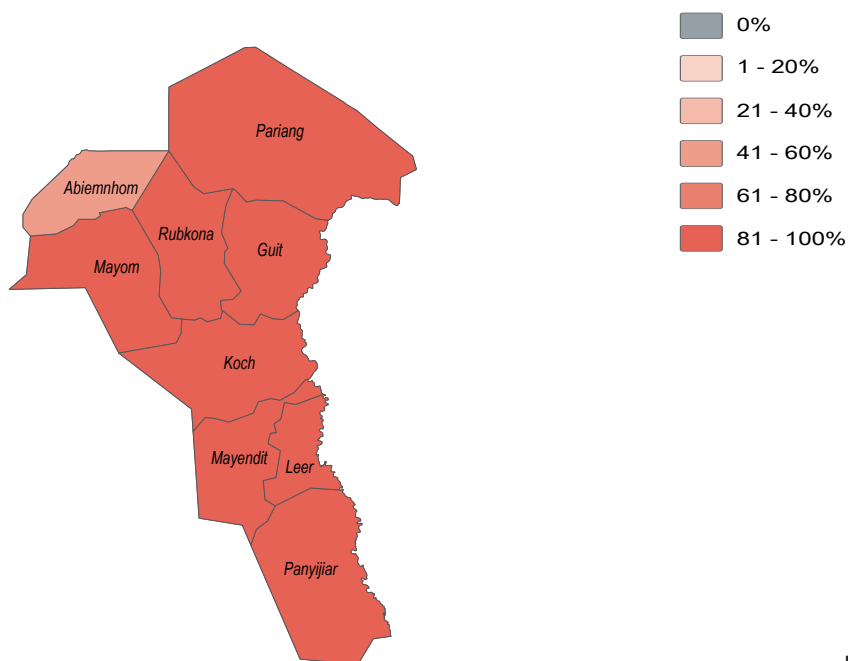 0%
1 - 20%
21 - 40%
41 - 60%
61 - 80%
81 - 100%
Pariang
Abiemnhom
Rubkona
Guit
Mayom
Koch
Mayendit
Leer
Panyijiar